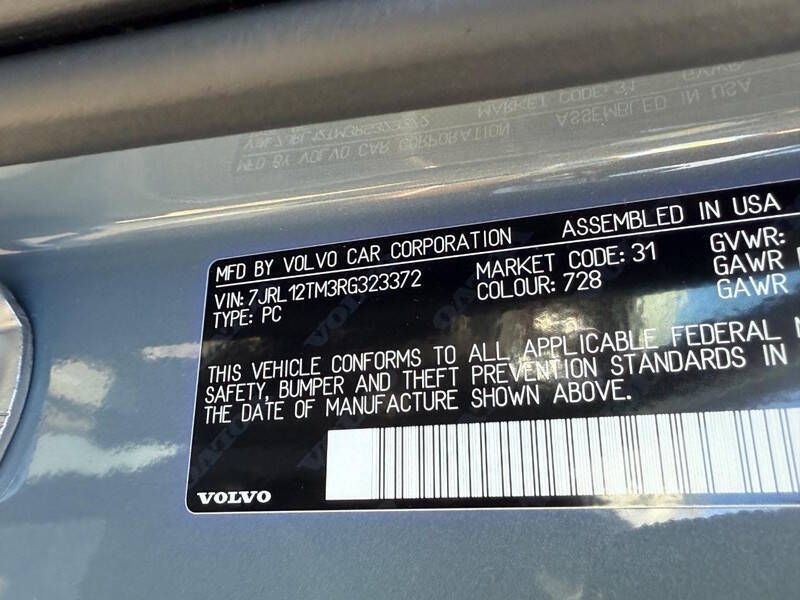 MFD BY VOLVO CAR CORPORATION ASSEMBLED IN USA
VIN: 7JRL12TM3RG323372 MARKET CODE: 31 GVWR:
TYPE: PC COLOUR: 728 GAWR
GAWR
THIS VEHICLE CONFORMS TO ALL APPLICABLE FEDERAL
SAFETY, BUMPER AND THEFT PREVENTION STANDARDS IN
THE DATE OF MANUFACTURE SHOWN ABOVE.
VOLVO